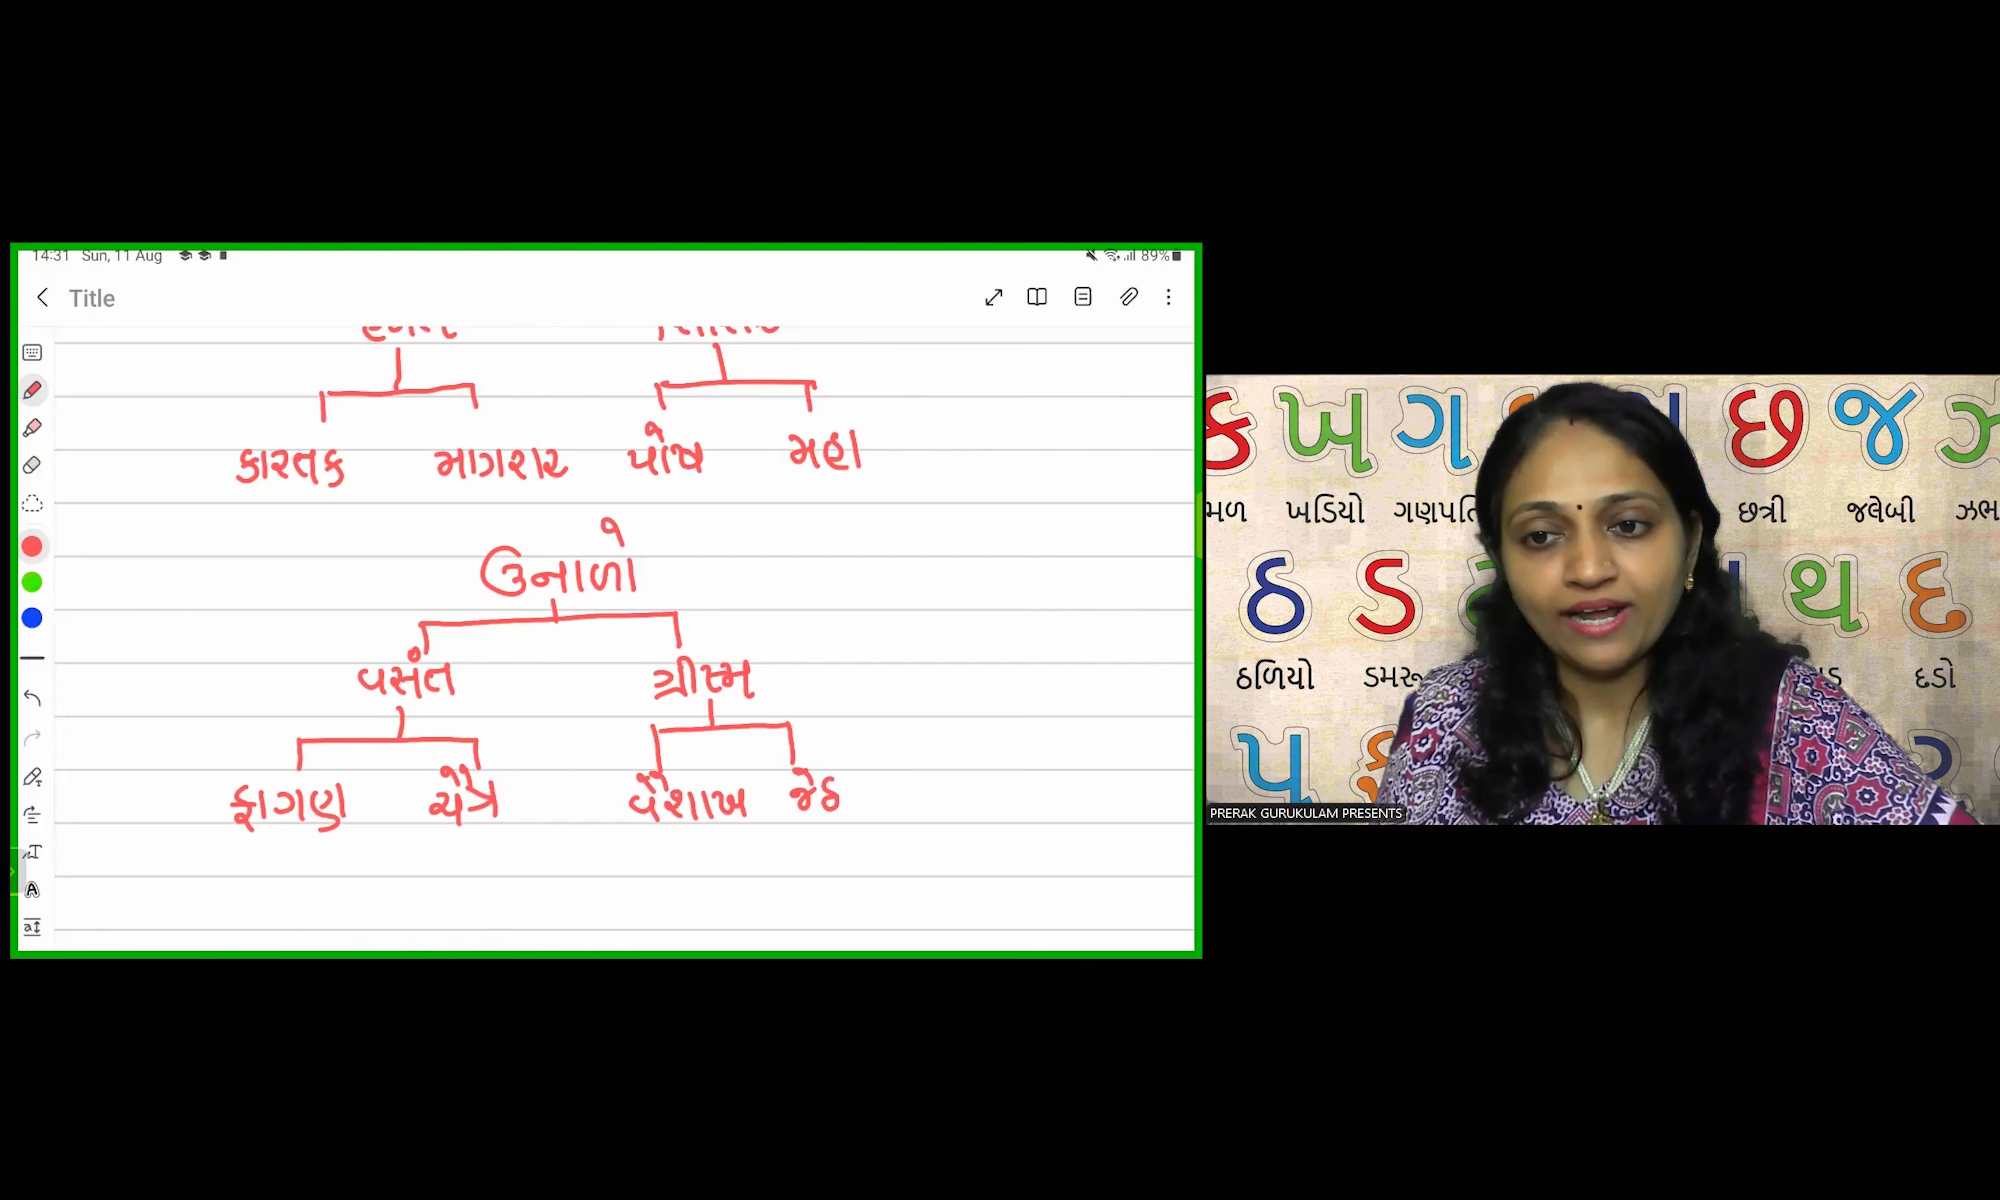 14:31 Sun, 11 Aug
89%
Title
કારતક માગશર પોષ મહા
ઉનાળો
વસંત ગ્રીષ્મ
ફાગણ ચૈત્ર વૈશાખ જેઠ
ક ખ ગ છ જ ઝ
ખડિયો ગણપતિ છત્રી જલેબી
ઠ ડ થ દ
ઠળિયો ડમરૂ દડો
પ
PRERAK GURUKULAM PRESENTS